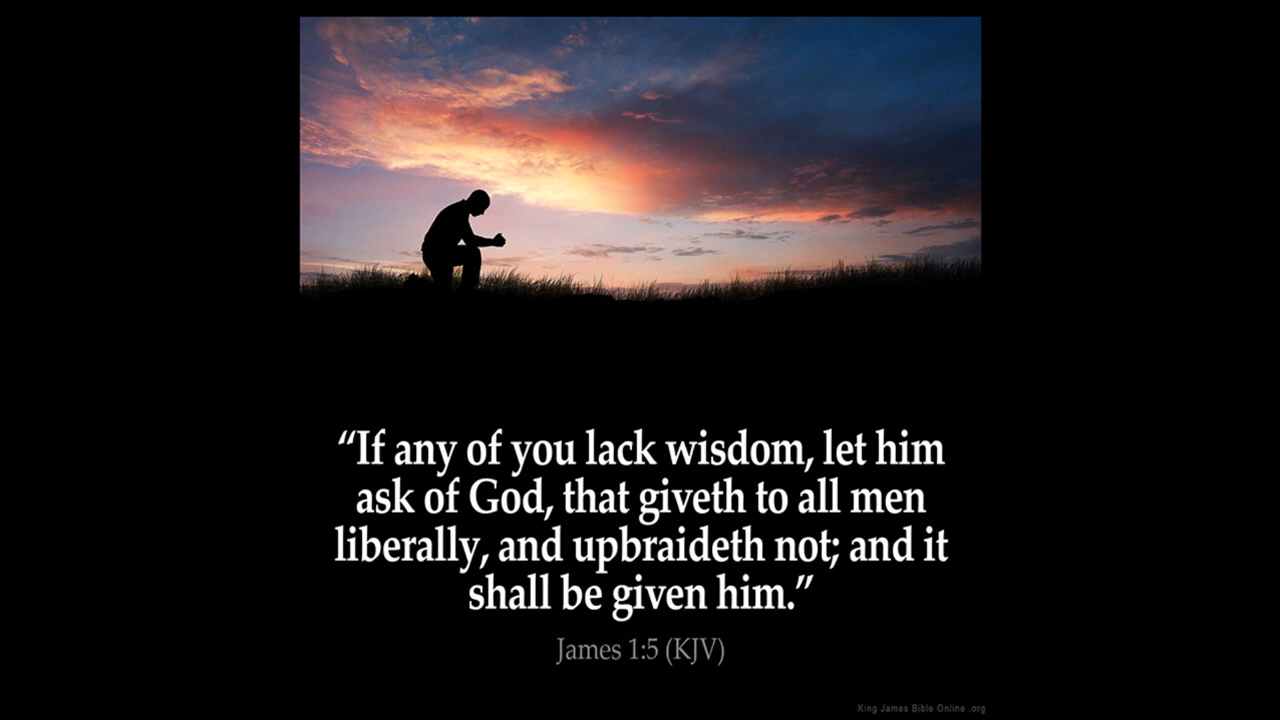 “If any of you lack wisdom, let him
ask of God, that giveth to all men
liberally, and upbraideth not; and it
shall be given him.”
James 1:5 (KJV)
King James Bible Online .org